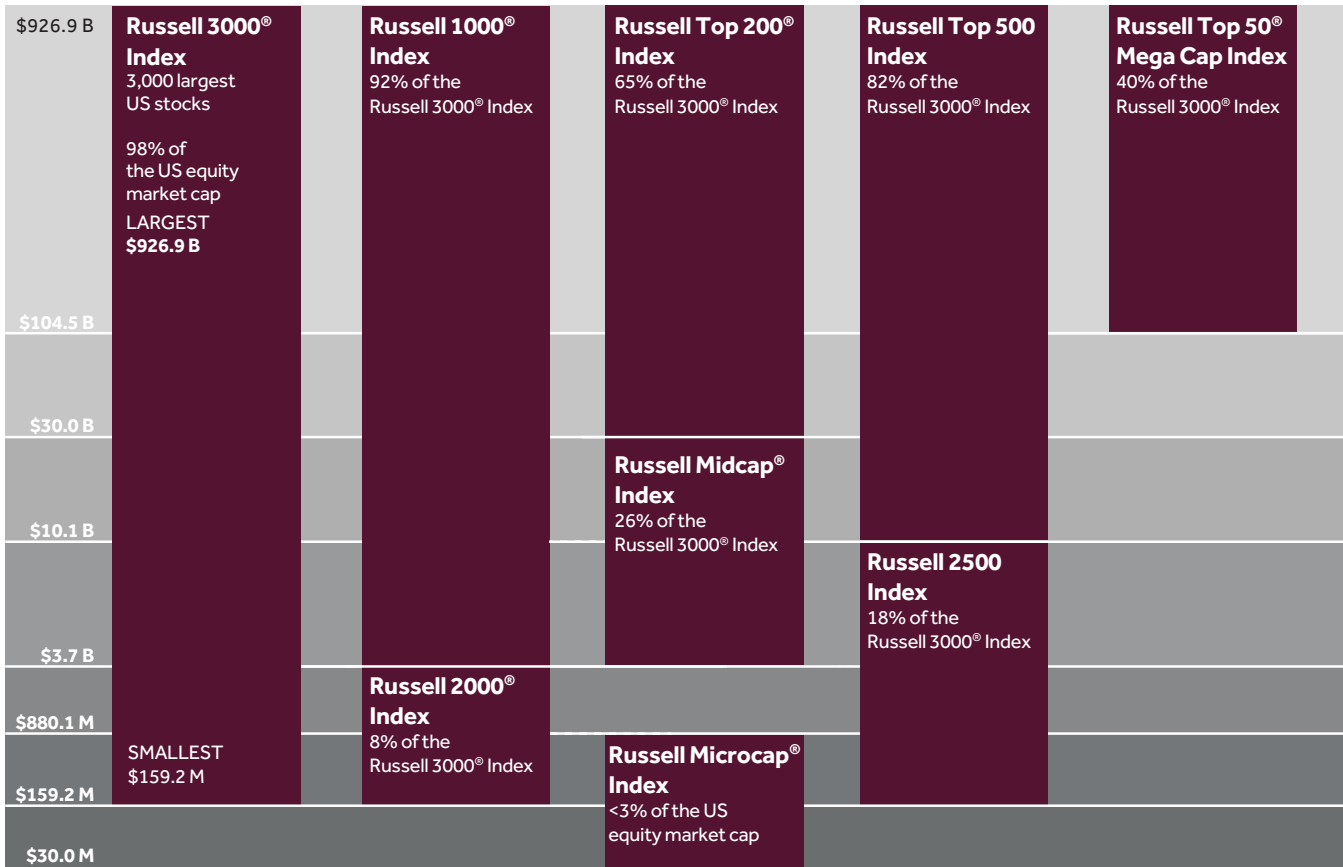 $926.9 B
$104.5 B
$30.0 B
$10.1 B
$3.7 B
$880.1 M
$159.2 M
$30.0 M
Russell 3000®
Index
3,000 largest
US stocks
98% of
the US equity
market cap
LARGEST
$926.9 B
SMALLEST
$159.2 M
Russell 1000®
Index
92% of the
Russell 3000® Index
Russell 2000®
Index
8% of the
Russell 3000® Index
Russell Top 200®
Index
65% of the
Russell 3000® Index
Russell Midcap®
Index
26% of the
Russell 3000® Index
Russell Microcap®
Index
<3% of the US
equity market cap
Russell Top 500
Index
82% of the
Russell 3000® Index
Russell 2500
Index
18% of the
Russell 3000® Index
Russell Top 50®
Mega Cap Index
40% of the
Russell 3000® Index